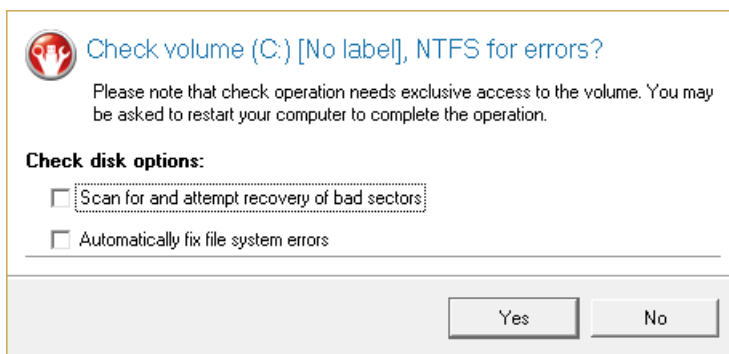 Check volume (C:) [No label], NTFS for errors?
Please note that check operation needs exclusive access to the volume. You may
be asked to restart your computer to complete the operation.
Check disk options:
Scan for and attempt recovery of bad sectors
Automatically fix file system errors
Yes No